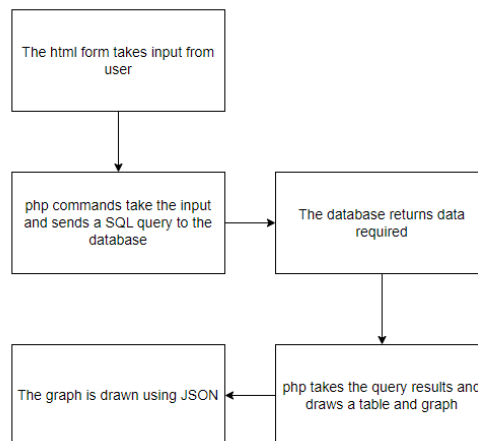 The html form takes input from
user
php commands take the input
and sends a SQL query to the
database
The database returns data
required
php takes the query results and
draws a table and graph
The graph is drawn using JSON